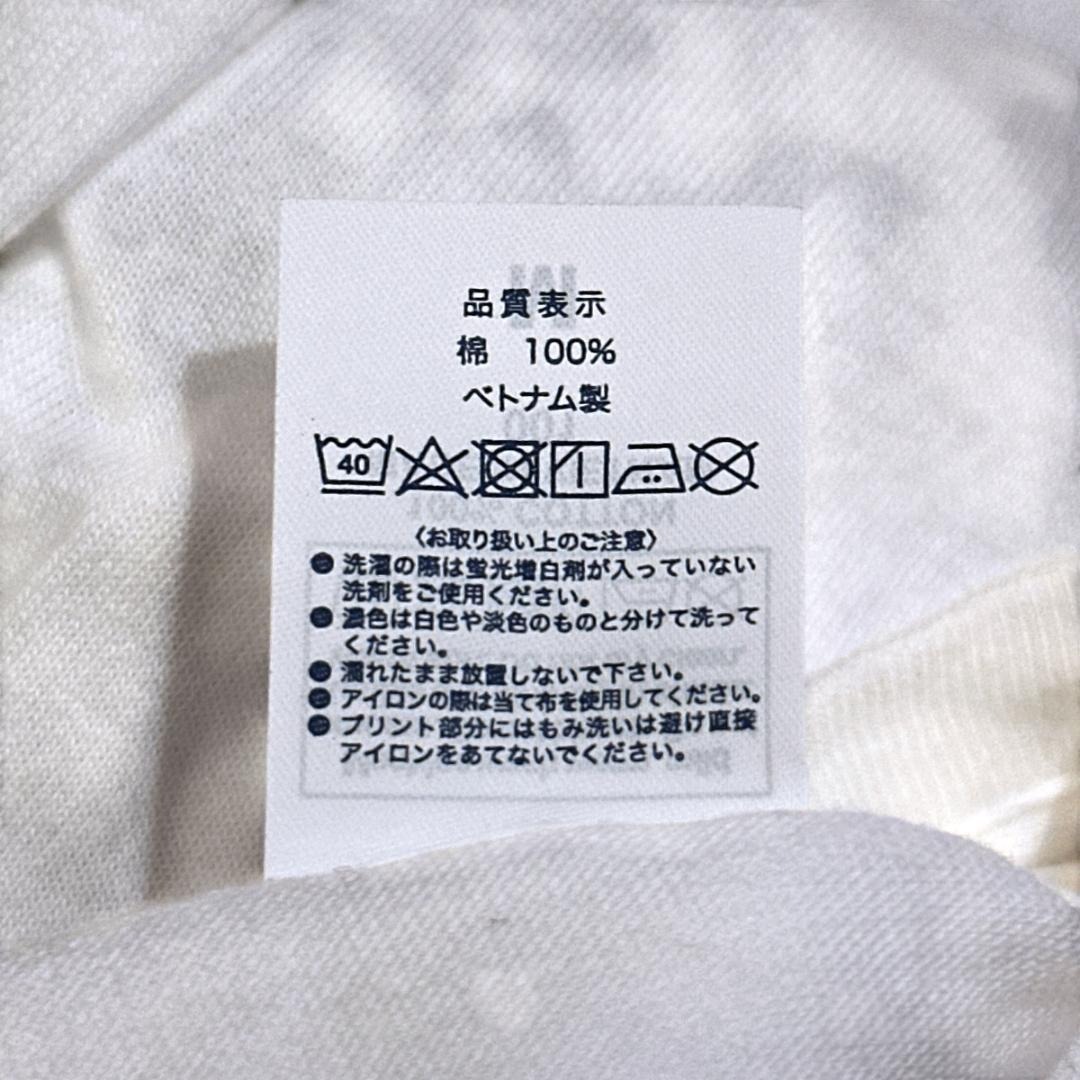 品質表示
棉 100%
ベトナム製
40
〈お取り扱い上のご注意〉
● 洗濯の際は蛍光増白剤が入っていない
洗剤をご使用ください。
● 濃色は白色や淡色のものと分けて洗って
ください。
● 濡れたまま放置しないで下さい。
● アイロンの際は当て布を使用してください。
● プリント部分にはもみ洗いは避け直接
アイロンをあてないでください。
100% COTTON